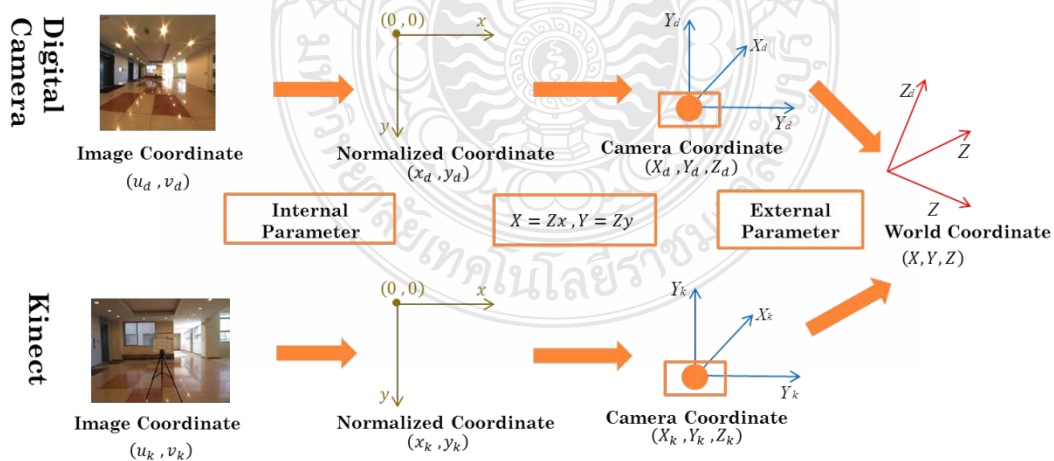 Digital
Camera
(0 ,0)
x
y
Y_d
X_d
Y_d
Z_d
Z
Z
Image Coordinate
(u_d , v_d)
Normalized Coordinate
(x_d , y_d)
Camera Coordinate
(X_d , Y_d , Z_d)
Internal
Parameter
X = Zx , Y = Zy
External
Parameter
World Coordinate
(X, Y, Z)
Kinect
(0 ,0)
x
y
Y_k
X_k
Y_k
Image Coordinate
(u_k , v_k)
Normalized Coordinate
(x_k , y_k)
Camera Coordinate
(X_k , Y_k , Z_k)